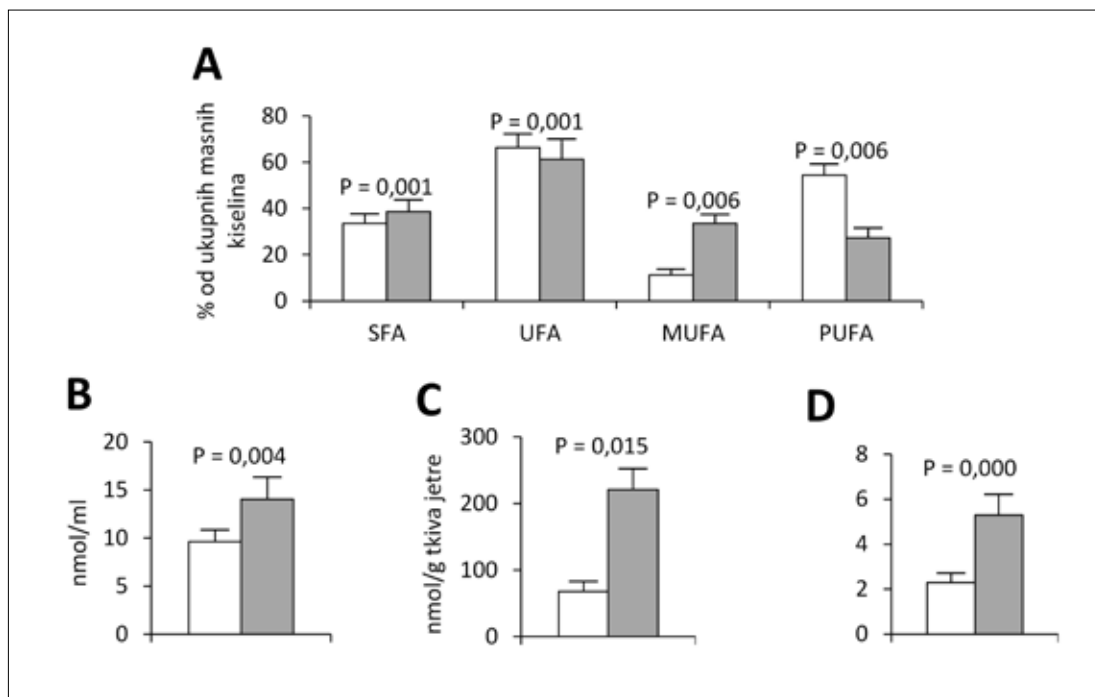 A
% od ukupnih masnih
kiselina
80
60
40
20
0
P = 0,001
P = 0,001
P = 0,006
P = 0,006
SFA
UFA
MUFA
PUFA
B
nmol/ml
20
15
10
5
0
P = 0,004
C
nmol/g tkiva jetre
300
200
100
0
P = 0,015
D
8
6
4
2
0
P = 0,000